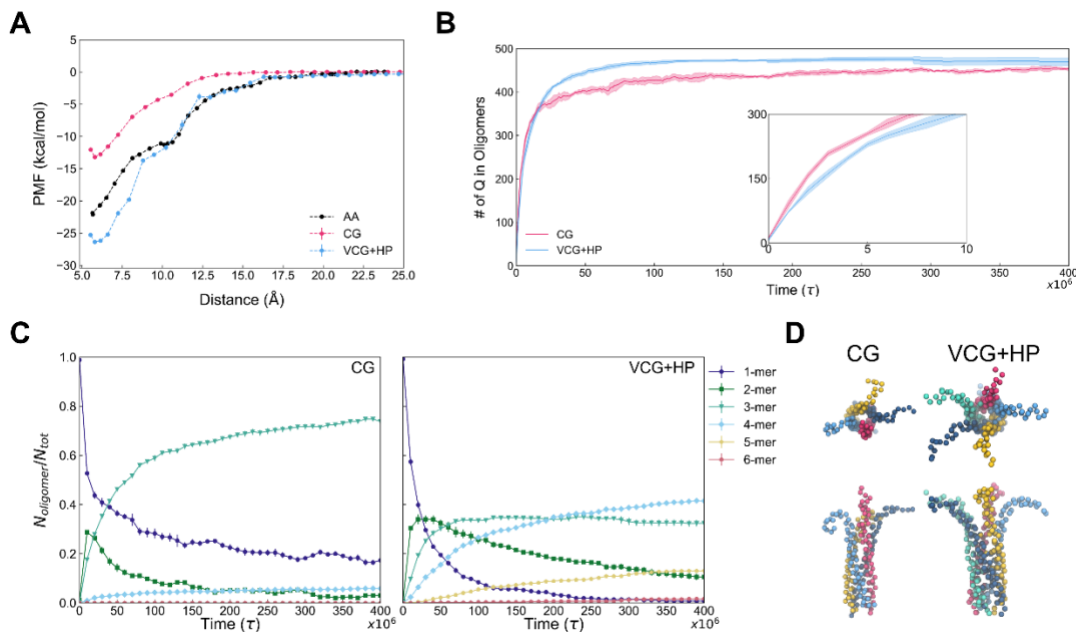 A
PMF (kcal/mol)
5
0
−5
−10
−15
−20
−25
−30
5.0
7.5
10.0
12.5
15.0
17.5
20.0
22.5
25.0
Distance (Å)
AA
CG
VCG+HP
B
# of Q in Oligomers
500
400
300
200
100
0
0
50
100
150
200
250
300
350
400
x10⁶
Time (τ)
CG
VCG+HP
300
150
0
0
5
10
C
N_oligomer/N_tot
1.0
0.8
0.6
0.4
0.2
0.0
CG
0
50
100
150
200
250
300
350
400
x10⁶
Time (τ)
VCG+HP
0
50
100
150
200
250
300
350
400
x10⁶
Time (τ)
1-mer
2-mer
3-mer
4-mer
5-mer
6-mer
D
CG
VCG+HP